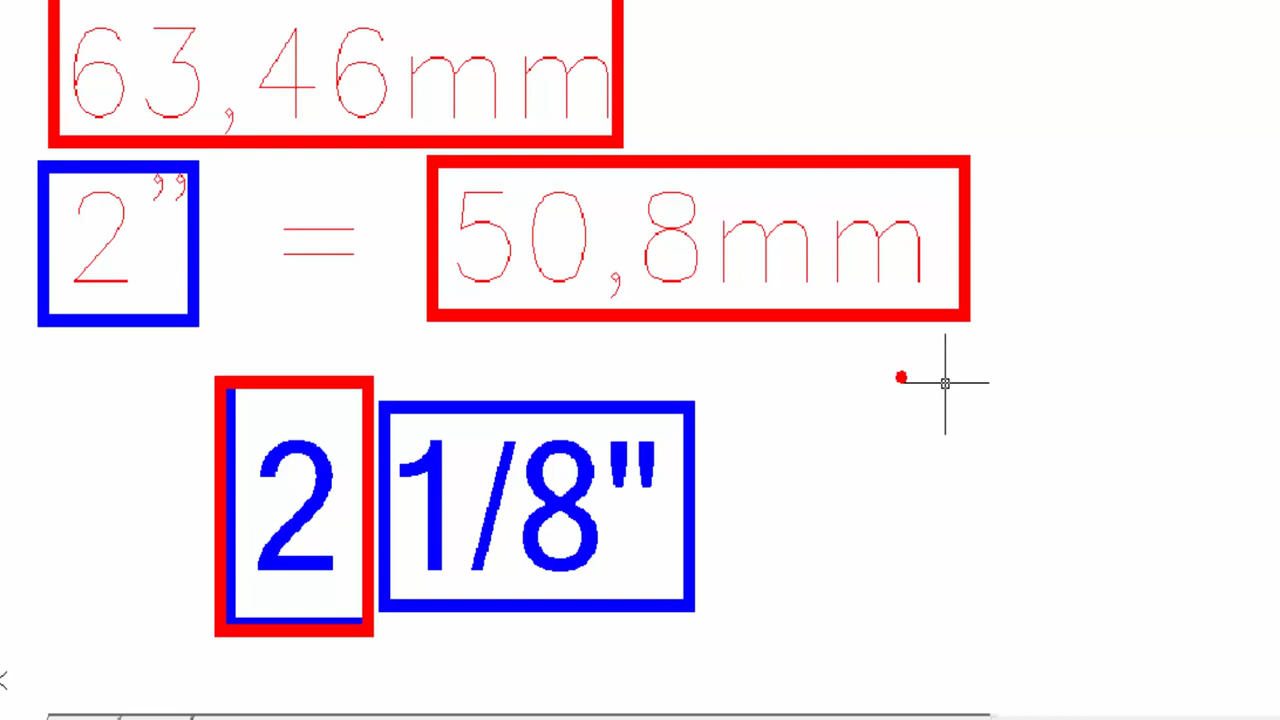 63,46mm
2” = 50,8mm
2 1/8"